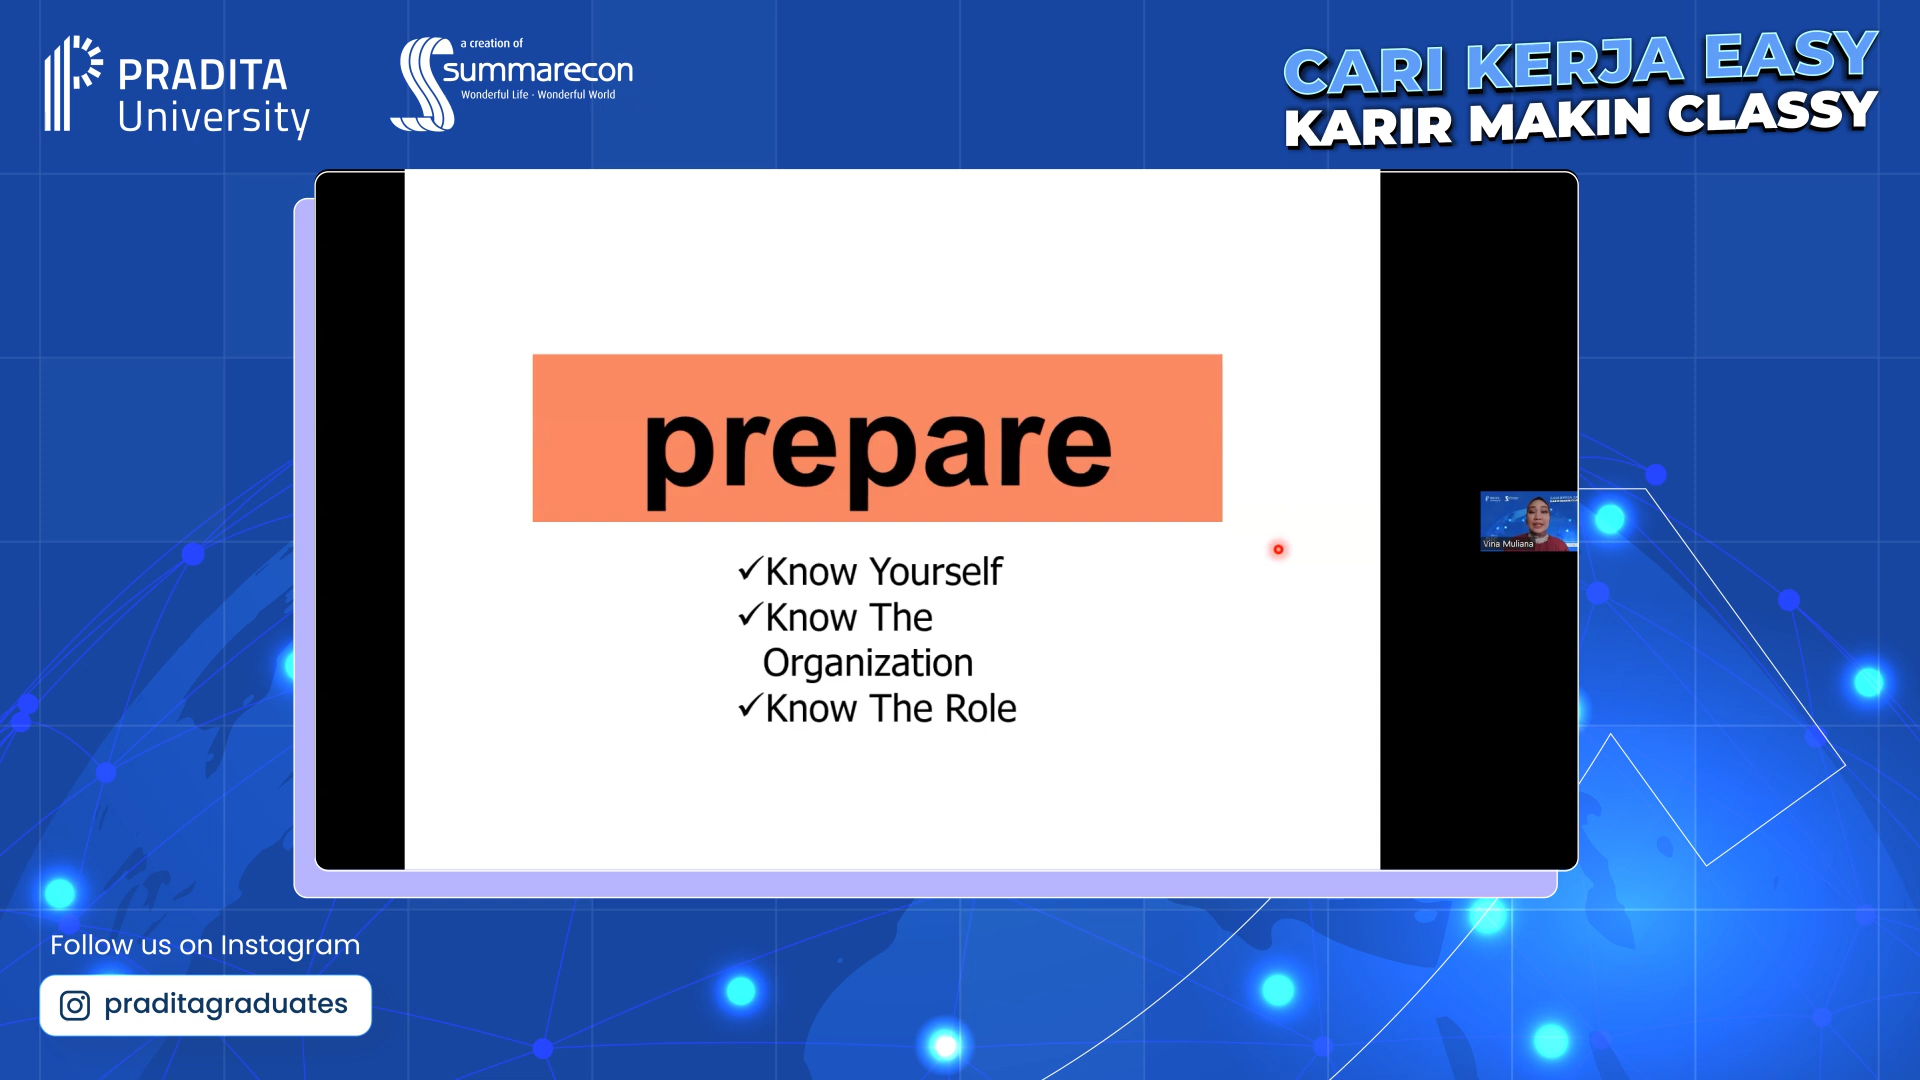 PRADITA
University
a creation of
summarecon
Wonderful Life · Wonderful World
CARI KERJA EASY
KARIR MAKIN CLASSY
prepare
✓Know Yourself
✓Know The
Organization
✓Know The Role
Vina Muliana
Follow us on Instagram
praditagraduates